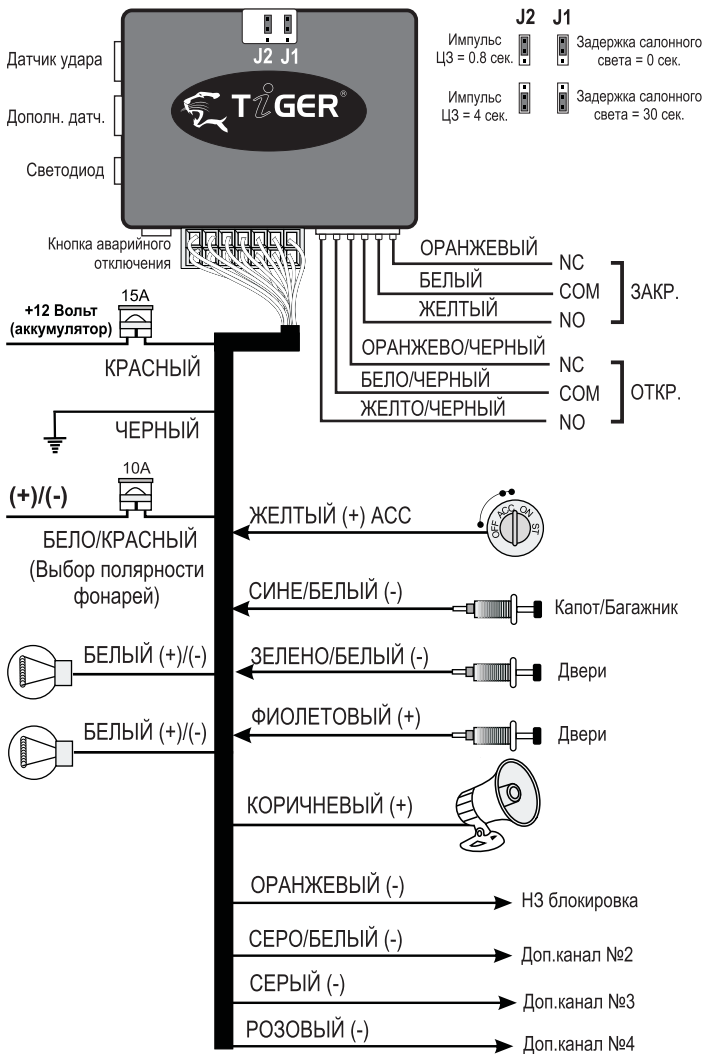 J2 J1
Импульс
ЦЗ = 0.8 сек.
Задержка салонного
света = 0 сек.
Импульс
ЦЗ = 4 сек.
Задержка салонного
света = 30 сек.
J2 J1
TiGER®
Датчик удара
Дополн. датч.
Светодиод
Кнопка аварийного
отключения
ОРАНЖЕВЫЙ NC
БЕЛЫЙ COM
ЖЕЛТЫЙ NO
ЗАКР.
ОРАНЖЕВО/ЧЕРНЫЙ NC
БЕЛО/ЧЕРНЫЙ COM
ЖЕЛТО/ЧЕРНЫЙ NO
ОТКР.
+12 Вольт
(аккумулятор)
15A
КРАСНЫЙ
ЧЕРНЫЙ
10A
(+)/(-)
БЕЛО/КРАСНЫЙ
(Выбор полярности
фонарей)
БЕЛЫЙ (+)/(-)
БЕЛЫЙ (+)/(-)
ЖЕЛТЫЙ (+) ACC
OFF ACC ON ST
СИНЕ/БЕЛЫЙ (-) Капот/Багажник
ЗЕЛЕНО/БЕЛЫЙ (-) Двери
ФИОЛЕТОВЫЙ (+) Двери
КОРИЧНЕВЫЙ (+)
ОРАНЖЕВЫЙ (-) НЗ блокировка
СЕРО/БЕЛЫЙ (-) Доп.канал №2
СЕРЫЙ (-) Доп.канал №3
РОЗОВЫЙ (-) Доп.канал №4